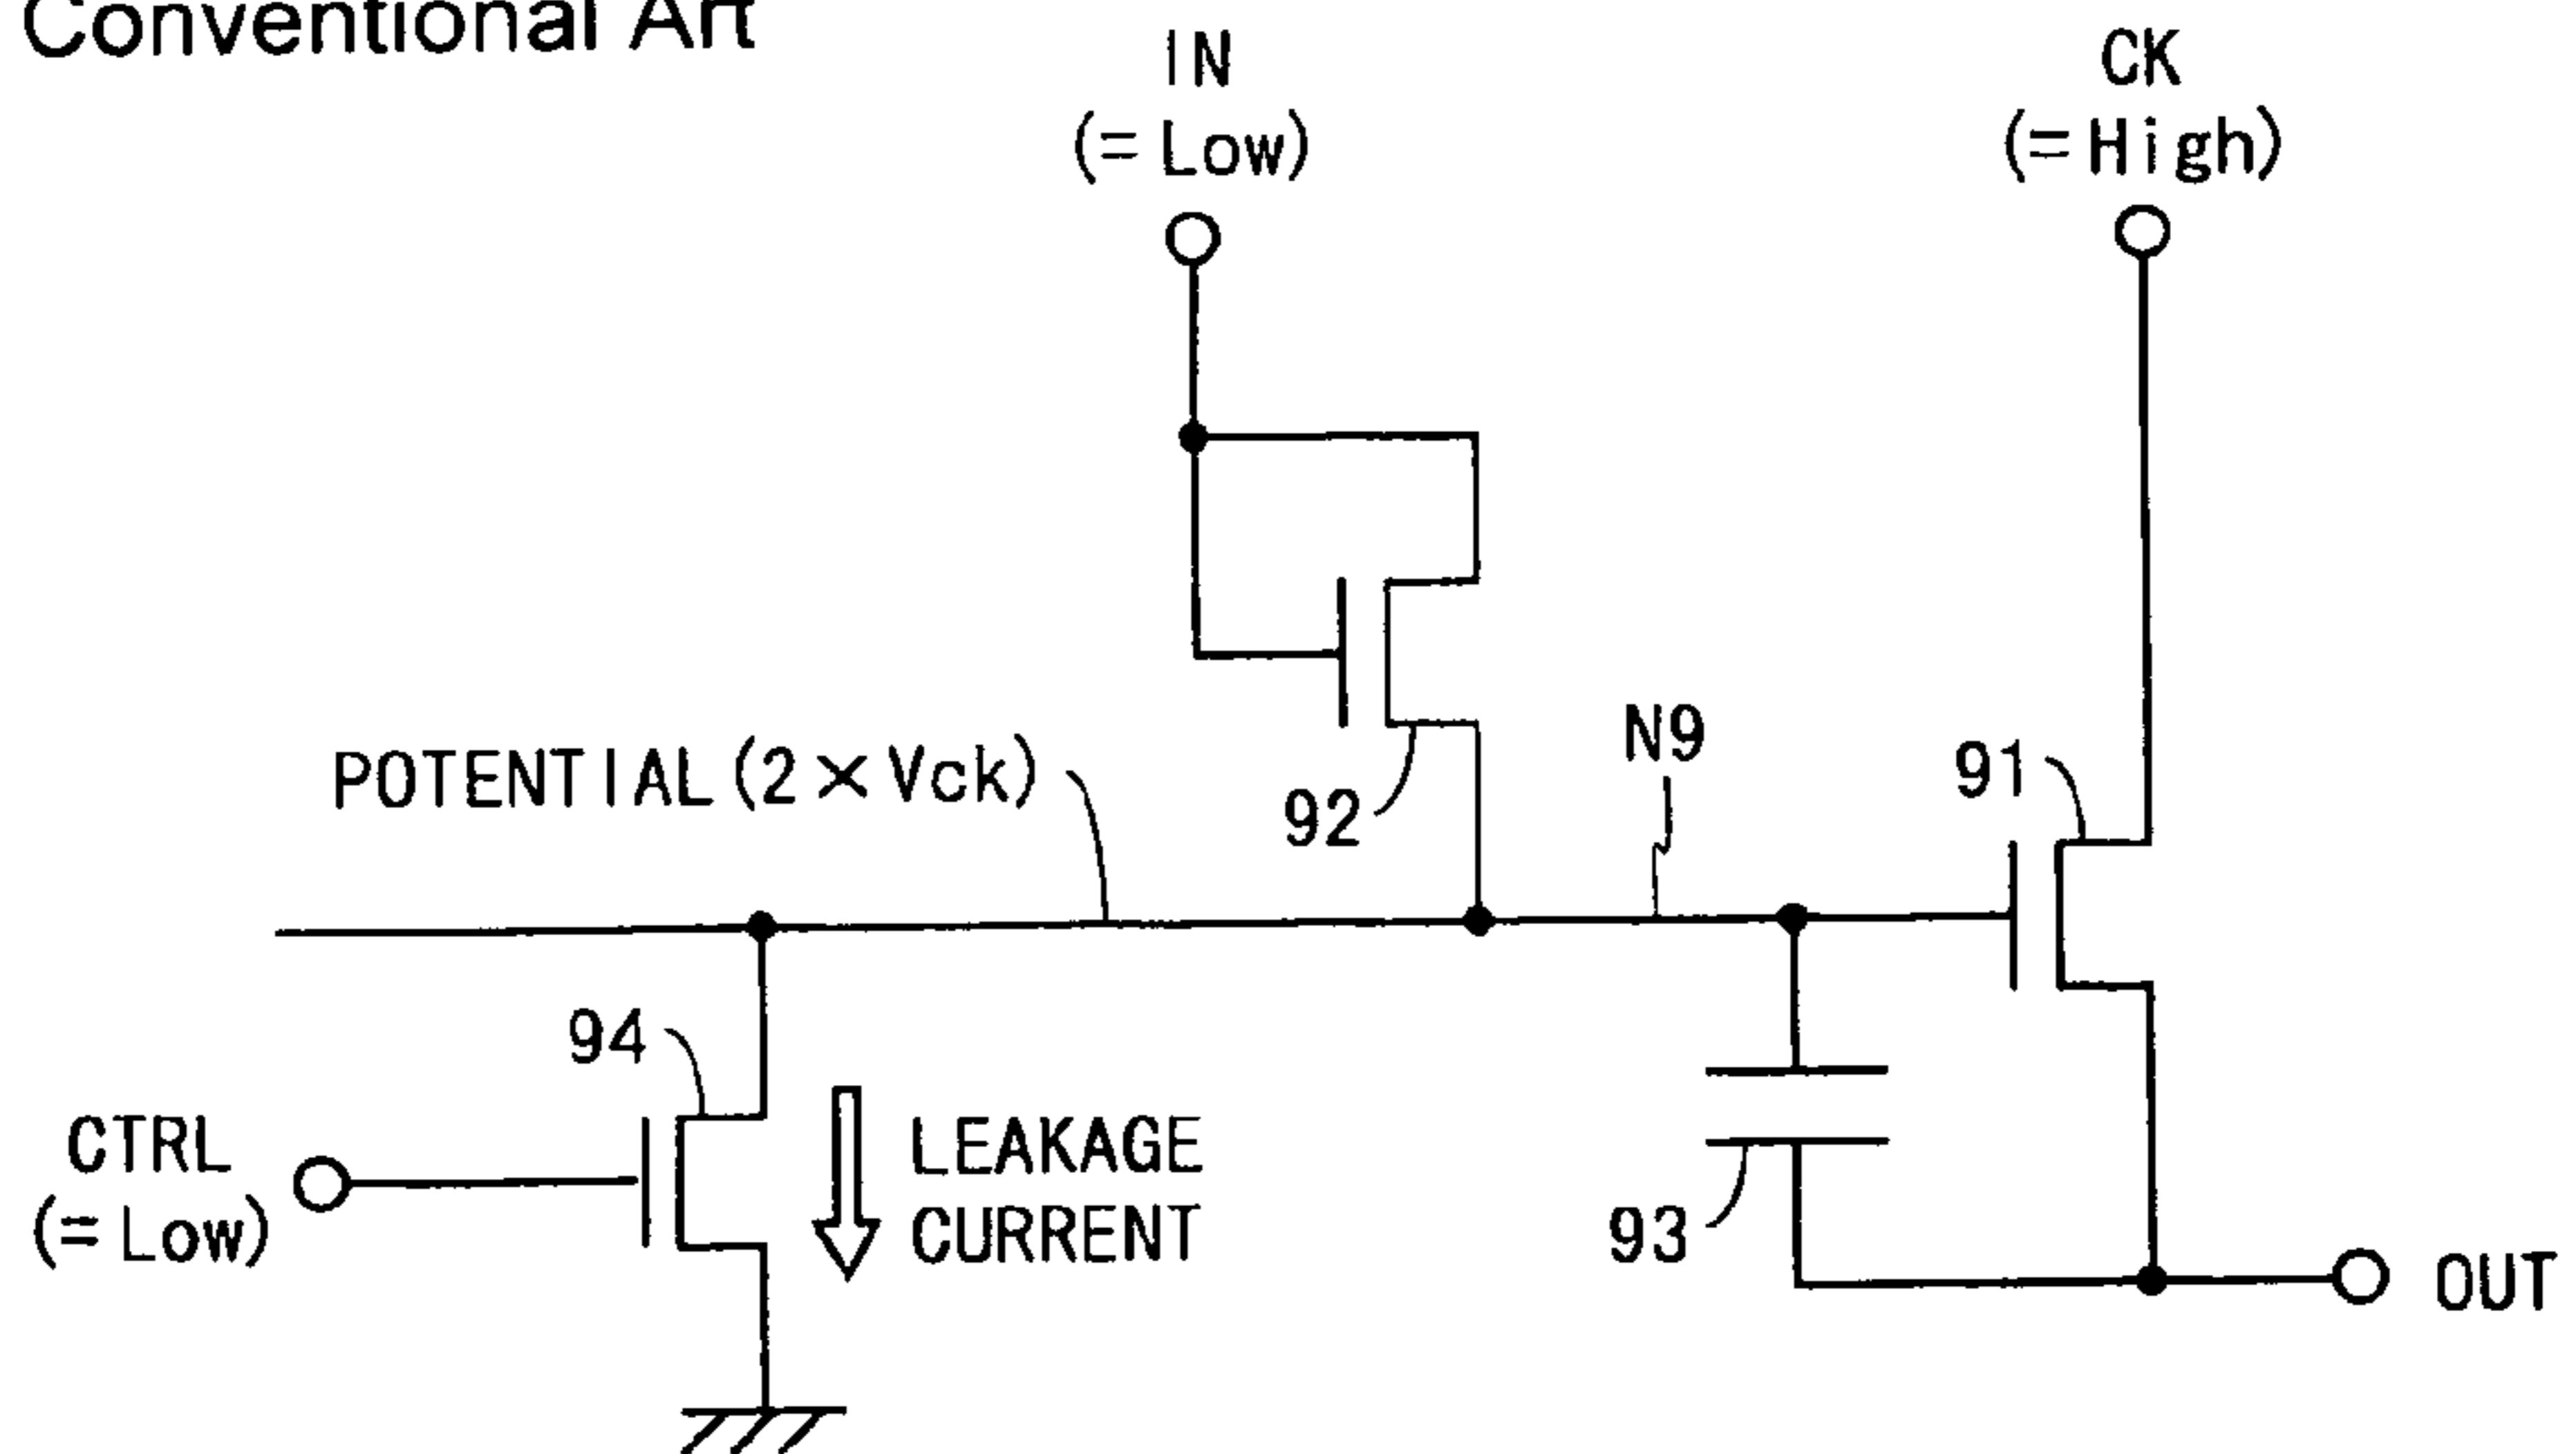 Conventional Art
IN
(= Low)
CK
(= High)
POTENTIAL (2 × Vck)
92
N9
91
94
CTRL
(= Low)
LEAKAGE
CURRENT
93
OUT